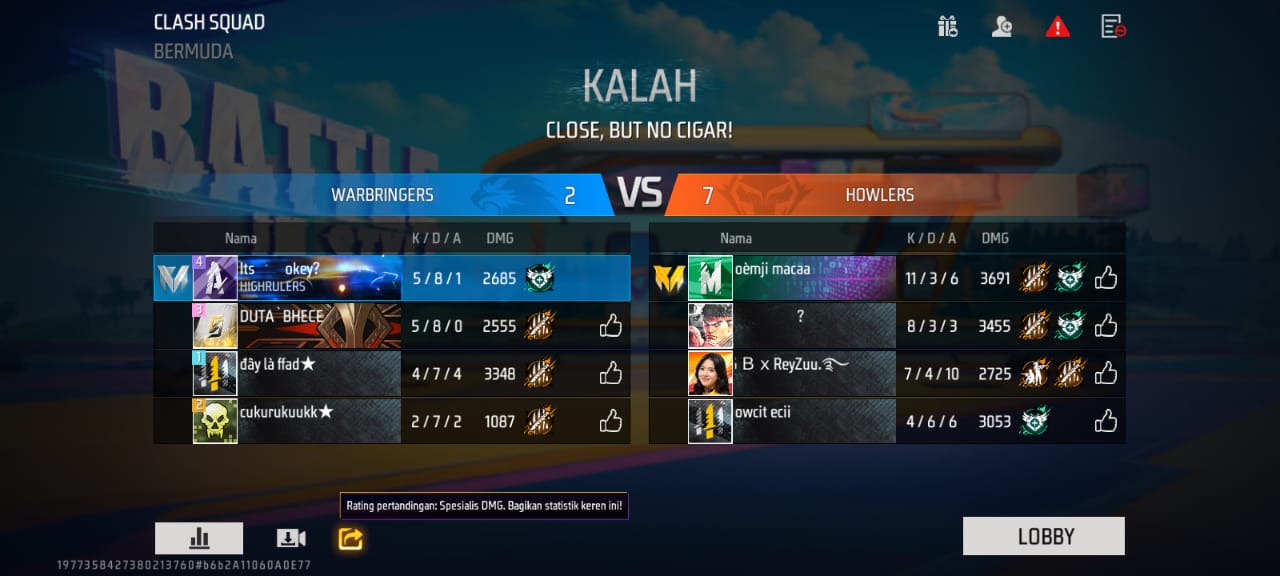 CLASH SQUAD
BERMUDA
KALAH
CLOSE, BUT NO CIGAR!
WARBRINGERS 2 VS 7 HOWLERS
Nama K / D / A DMG
4 Its okey? 5 / 8 / 1 2685
HIGHRULERS
3 DUTA`BHECE 5 / 8 / 0 2555
1 đây là ffad★ 4 / 7 / 4 3348
2 cukurukuukk★ 2 / 7 / 2 1087
Nama K / D / A DMG
oèmji macaa 11 / 3 / 6 3691
? 8 / 3 / 3 3455
B x ReyZuu. 7 / 4 / 10 2725
owcit ecii 4 / 6 / 6 3053
Rating pertandingan: Spesialis DMG. Bagikan statistik keren ini!
LOBBY
1977358427380213760#b6b2A11060A0E77
BATTLE